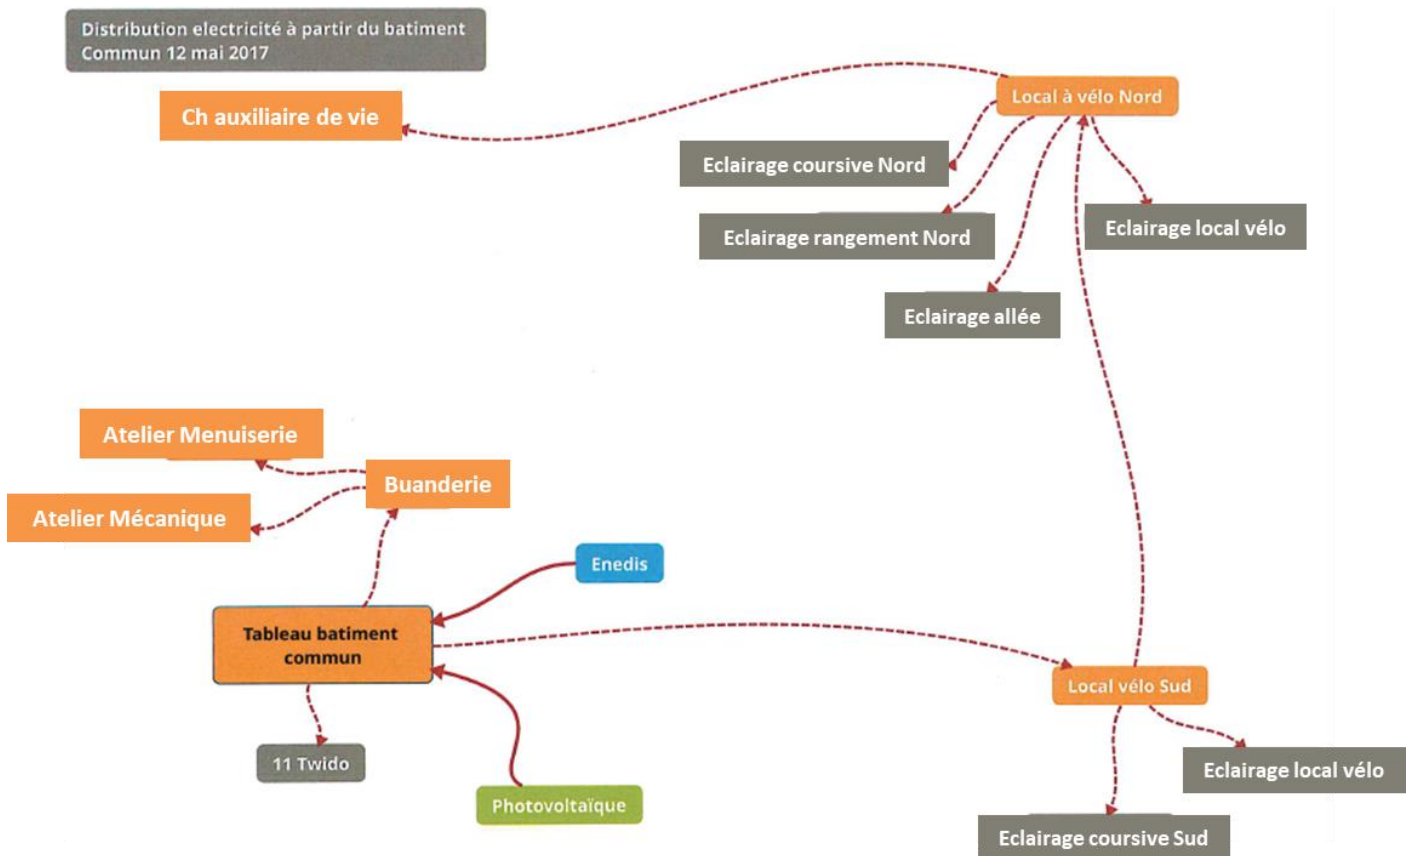 Distribution electricité à partir du batiment
Commun 12 mai 2017
Ch auxiliaire de vie
Local à vélo Nord
Eclairage coursive Nord
Eclairage rangement Nord
Eclairage local vélo
Eclairage allée
Atelier Menuiserie
Buanderie
Atelier Mécanique
Enedis
Tableau batiment
commun
Local vélo Sud
11 Twido
Eclairage local vélo
Photovoltaïque
Eclairage coursive Sud